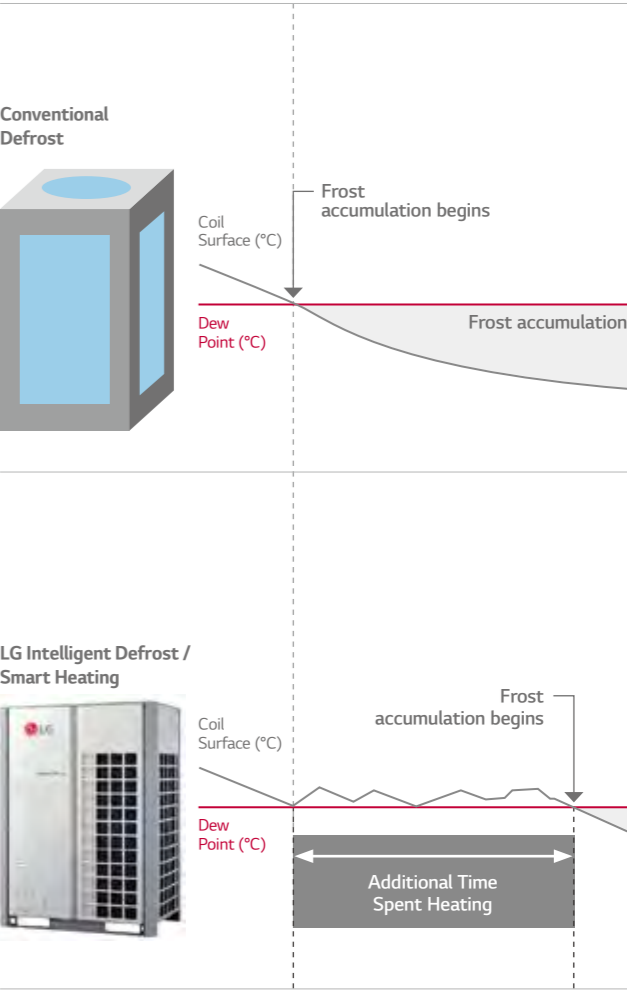 Conventional
Defrost
Frost
accumulation begins
Coil
Surface (°C)
Dew
Point (°C)
Frost accumulation
LG Intelligent Defrost /
Smart Heating
LG
Frost
accumulation begins
Coil
Surface (°C)
Dew
Point (°C)
Additional Time
Spent Heating